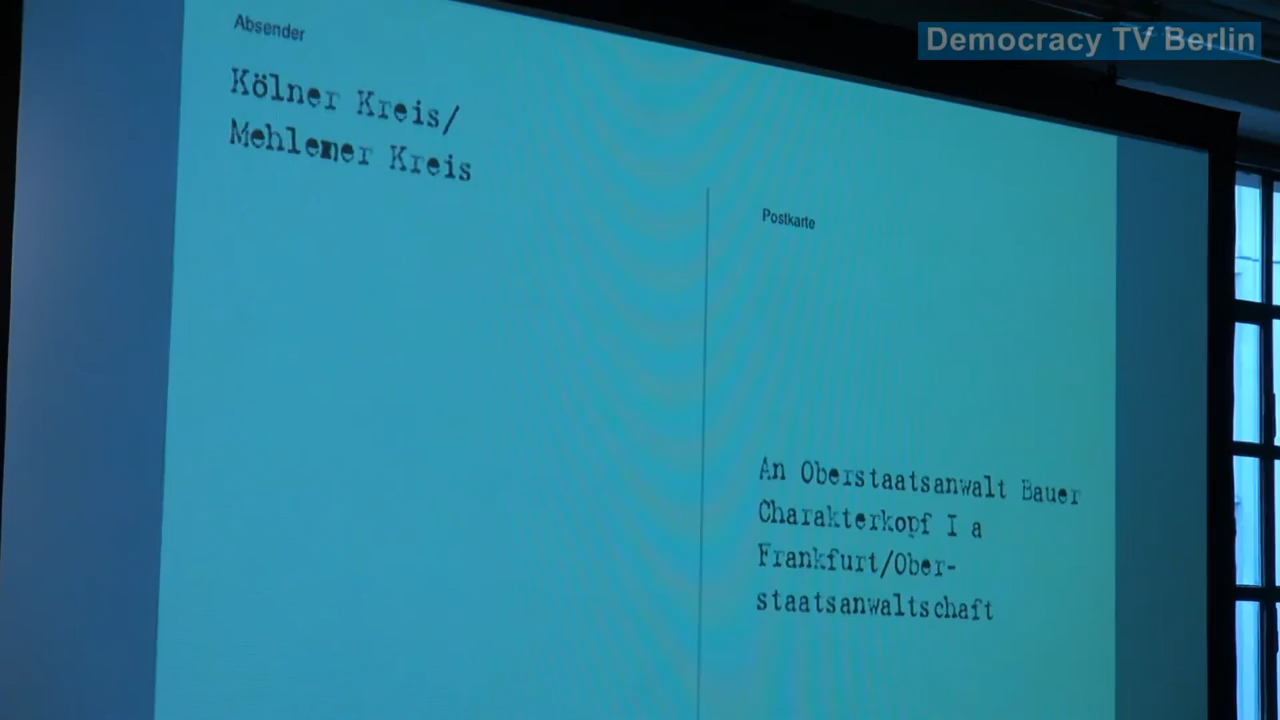 Democracy TV Berlin
Absender
Kölner Kreis/
Mehlemer Kreis
Postkarte
An Oberstaatsanwalt Bauer
Charakterkopf I a
Frankfurt/Ober-
staatsanwaltschaft